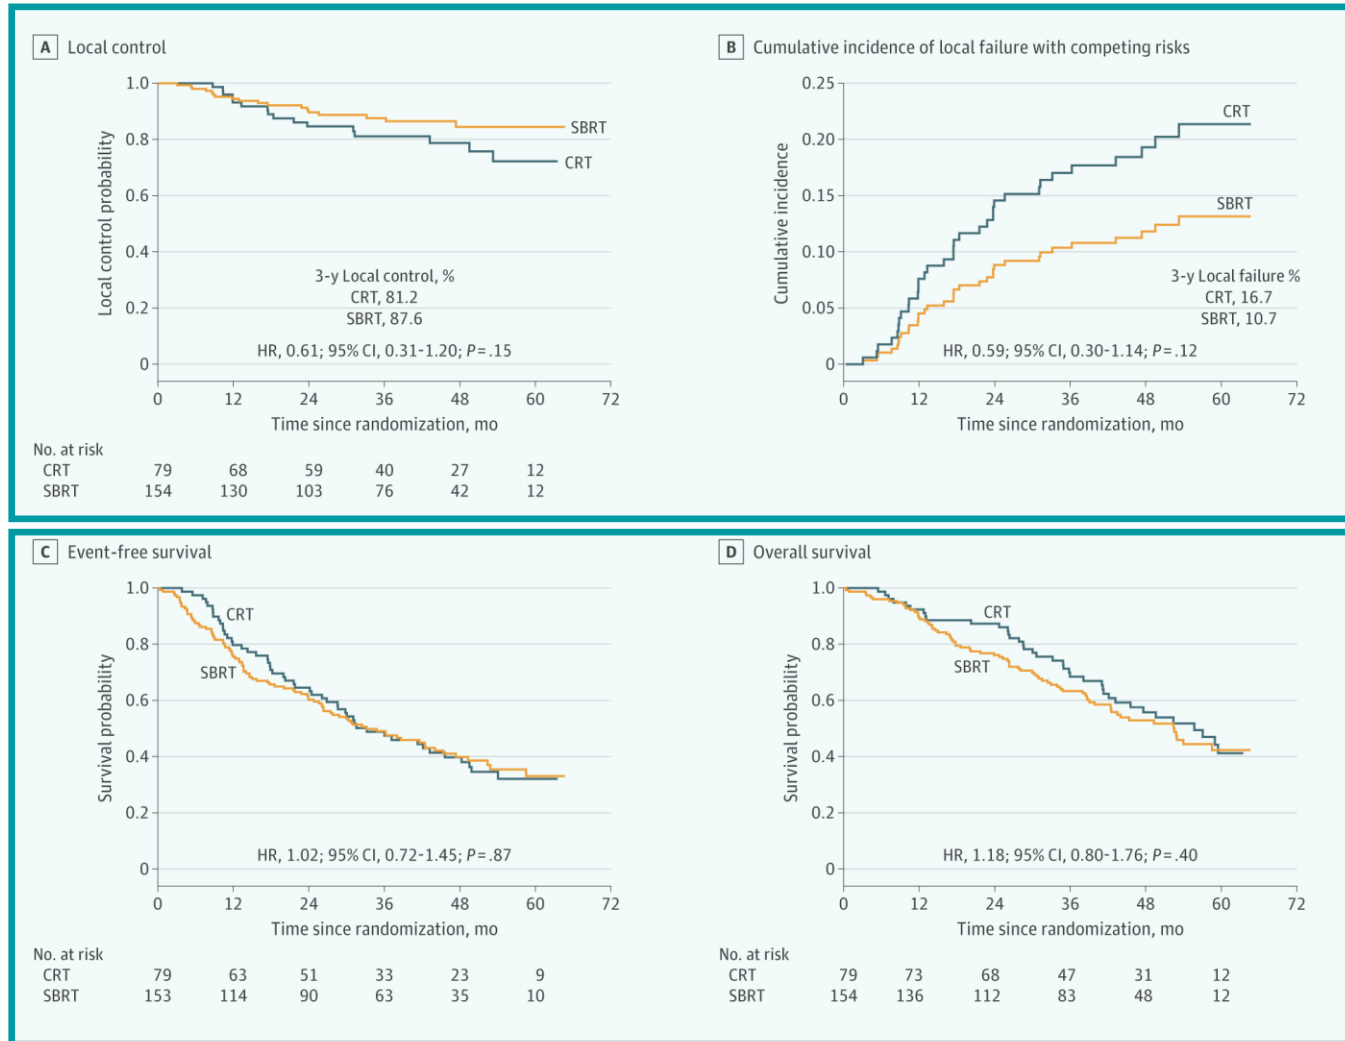 A Local control
1.0
0.8
0.6
0.4
0.2
0
Local control probability
SBRT
CRT
3-y Local control, %
CRT, 81.2
SBRT, 87.6
HR, 0.61; 95% CI, 0.31-1.20; P = .15
0 12 24 36 48 60 72
Time since randomization, mo
No. at risk
CRT 79 68 59 40 27 12
SBRT 154 130 103 76 42 12
B Cumulative incidence of local failure with competing risks
0.25
0.20
0.15
0.10
0.05
0
Cumulative incidence
CRT
SBRT
3-y Local failure %
CRT, 16.7
SBRT, 10.7
HR, 0.59; 95% CI, 0.30-1.14; P = .12
0 12 24 36 48 60 72
Time since randomization, mo
C Event-free survival
1.0
0.8
0.6
0.4
0.2
0
Survival probability
CRT
SBRT
HR, 1.02; 95% CI, 0.72-1.45; P = .87
0 12 24 36 48 60 72
Time since randomization, mo
No. at risk
CRT 79 63 51 33 23 9
SBRT 153 114 90 63 35 10
D Overall survival
1.0
0.8
0.6
0.4
0.2
0
Survival probability
CRT
SBRT
HR, 1.18; 95% CI, 0.80-1.76; P = .40
0 12 24 36 48 60 72
Time since randomization, mo
No. at risk
CRT 79 73 68 47 31 12
SBRT 154 136 112 83 48 12